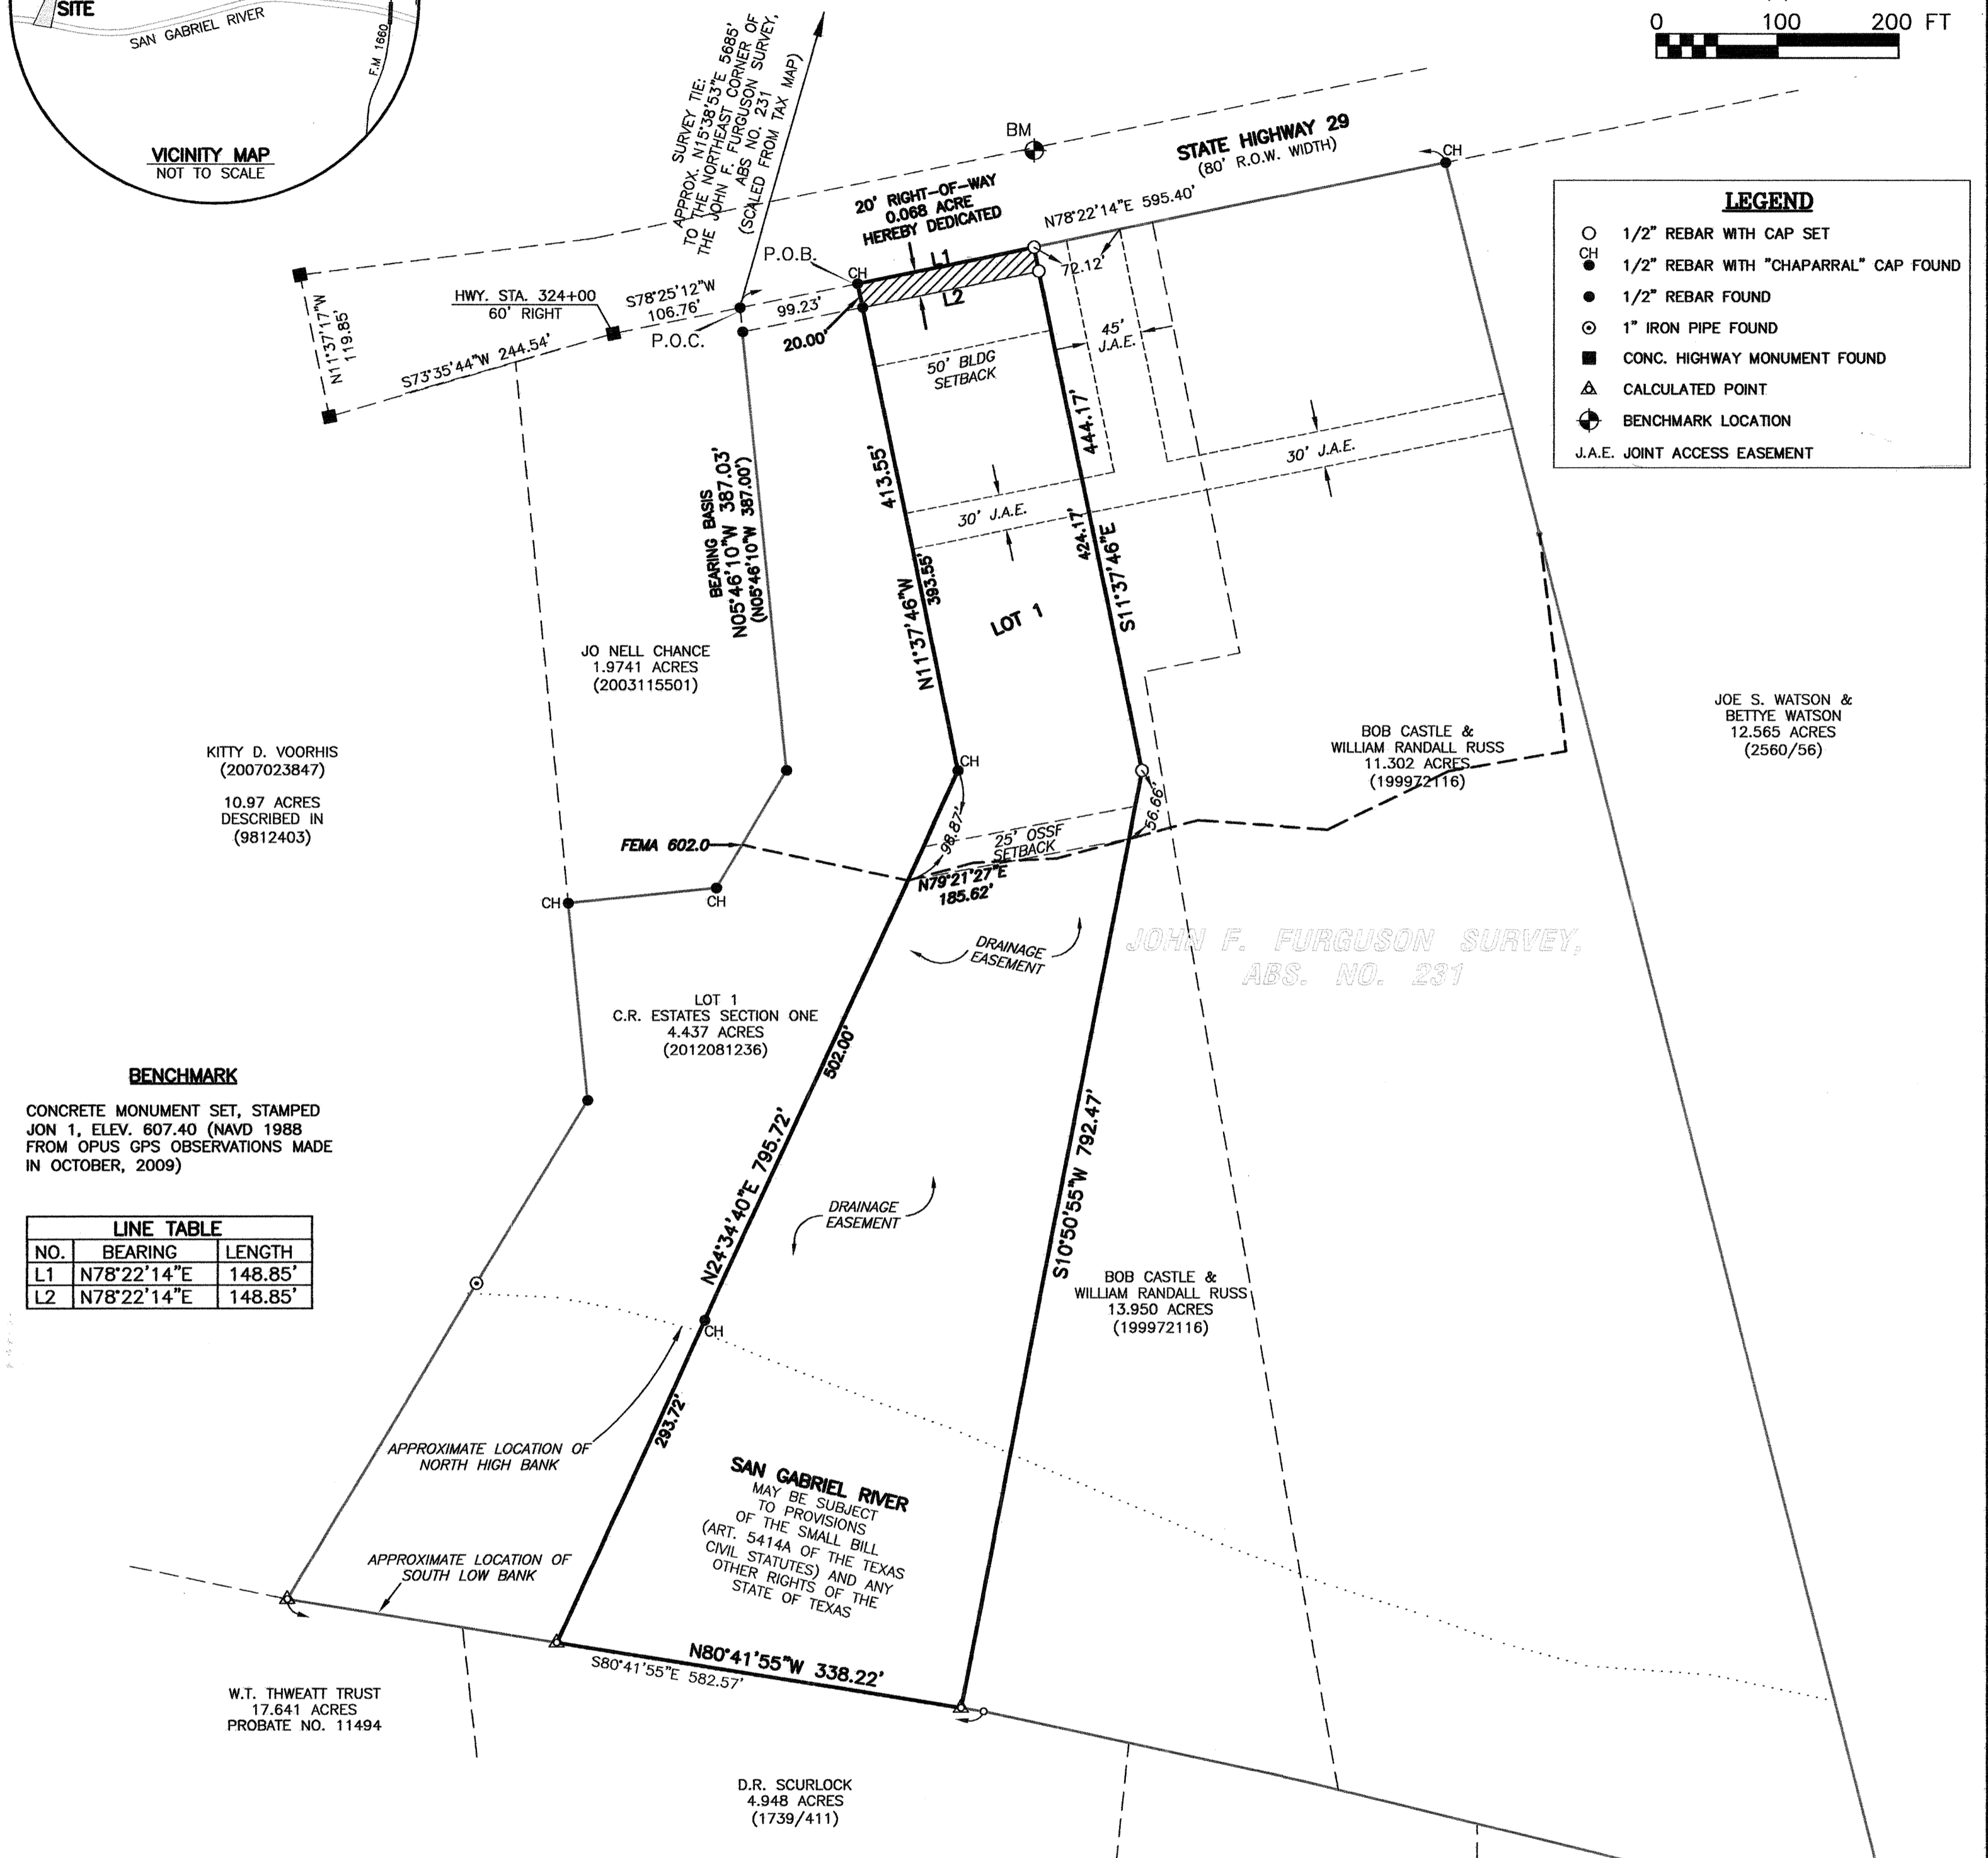 SITE
SAN GABRIEL RIVER
F.M 1660
VICINITY MAP
NOT TO SCALE
APPROX. SURVEY TIE:
APPROX. N15°38'53"E 5685'
TO THE NORTHEAST CORNER OF
THE JOHN F. FURGUSON SURVEY,
ABS NO. 231
(SCALED FROM TAX MAP)
0 100 200 FT
BM
STATE HIGHWAY 29
(80' R.O.W. WIDTH)
CH
20' RIGHT-OF-WAY
0.068 ACRE
HEREBY DEDICATED
N78°22'14"E 595.40'
P.O.B.
CH
L1
L2
72.12'
HWY. STA. 324+00
60' RIGHT
S78°25'12"W
106.76'
99.23'
P.O.C.
20.00'
N11°37'17"W
119.85'
S73°35'44"W 244.54'
50' BLDG
SETBACK
45'
J.A.E.
LEGEND
1/2" REBAR WITH CAP SET
CH
1/2" REBAR WITH "CHAPARRAL" CAP FOUND
1/2" REBAR FOUND
1" IRON PIPE FOUND
CONC. HIGHWAY MONUMENT FOUND
CALCULATED POINT
BENCHMARK LOCATION
J.A.E. JOINT ACCESS EASEMENT
BEARING BASIS
N05°46'10"W 387.03'
(N05°46'10"W 387.00')
413.55'
444.17'
30' J.A.E.
30' J.A.E.
N11°37'46"W
393.55'
424.17'
S11°37'46"E
LOT 1
JO NELL CHANCE
1.9741 ACRES
(2003115501)
KITTY D. VOORHIS
(2007023847)
10.97 ACRES
DESCRIBED IN
(9812403)
JOE S. WATSON &
BETTYE WATSON
12.565 ACRES
(2560/56)
BOB CASTLE &
WILLIAM RANDALL RUSS
11.302 ACRES
(199972116)
CH
98.87'
56.66'
25' OSSF
SETBACK
FEMA 602.0
N79°21'27"E
185.62'
CH
CH
DRAINAGE
EASEMENT
JOHN F. FURGUSON SURVEY,
ABS. NO. 231
LOT 1
C.R. ESTATES SECTION ONE
4.437 ACRES
(2012081236)
502.00'
N24°34'40"E 795.72'
S10°50'55"W 792.47'
BENCHMARK
CONCRETE MONUMENT SET, STAMPED
JON 1, ELEV. 607.40 (NAVD 1988
FROM OPUS GPS OBSERVATIONS MADE
IN OCTOBER, 2009)
LINE TABLE
NO. BEARING LENGTH
L1 N78°22'14"E 148.85'
L2 N78°22'14"E 148.85'
DRAINAGE
EASEMENT
BOB CASTLE &
WILLIAM RANDALL RUSS
13.950 ACRES
(199972116)
CH
293.72'
APPROXIMATE LOCATION OF
NORTH HIGH BANK
SAN GABRIEL RIVER
MAY BE SUBJECT
TO PROVISIONS
OF THE SMALL BILL
(ART. 5414A OF THE TEXAS
CIVIL STATUTES) AND ANY
OTHER RIGHTS OF THE
STATE OF TEXAS
APPROXIMATE LOCATION OF
SOUTH LOW BANK
N80°41'55"W 338.22'
S80°41'55"E 582.57'
W.T. THWEATT TRUST
17.641 ACRES
PROBATE NO. 11494
D.R. SCURLOCK
4.948 ACRES
(1739/411)